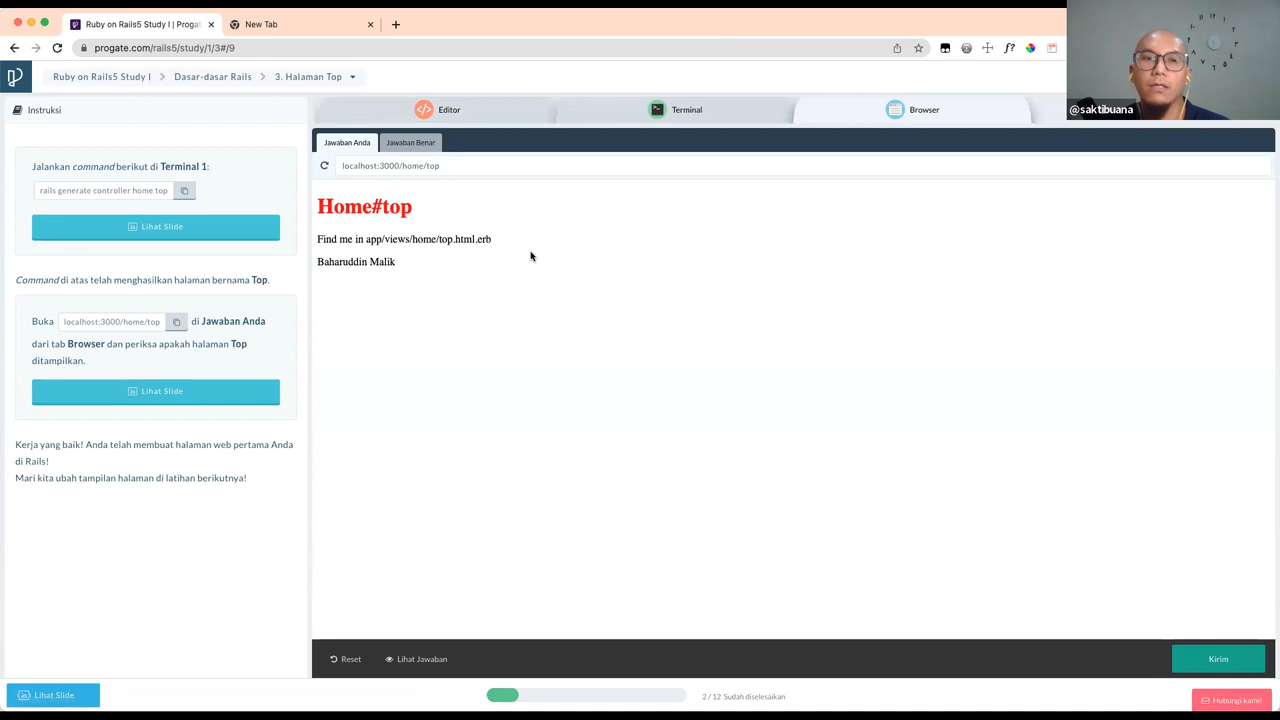 Ruby on Rails5 Study I | Progat
New Tab
progate.com/rails5/study/1/3#/9
Ruby on Rails5 Study I
Dasar-dasar Rails
3. Halaman Top
@saktibuana
Instruksi
Editor
Terminal
Browser
Jalankan command berikut di Terminal 1:
rails generate controller home top
Lihat Slide
Command di atas telah menghasilkan halaman bernama Top.
Buka localhost:3000/home/top di Jawaban Anda
dari tab Browser dan periksa apakah halaman Top
ditampilkan.
Lihat Slide
Kerja yang baik! Anda telah membuat halaman web pertama Anda
di Rails!
Mari kita ubah tampilan halaman di latihan berikutnya!
Jawaban Anda
Jawaban Benar
localhost:3000/home/top
Home#top
Find me in app/views/home/top.html.erb
Baharuddin Malik
Reset
Lihat Jawaban
Kirim
Lihat Slide
2 / 12 Sudah diselesaikan
Hubungi kami!